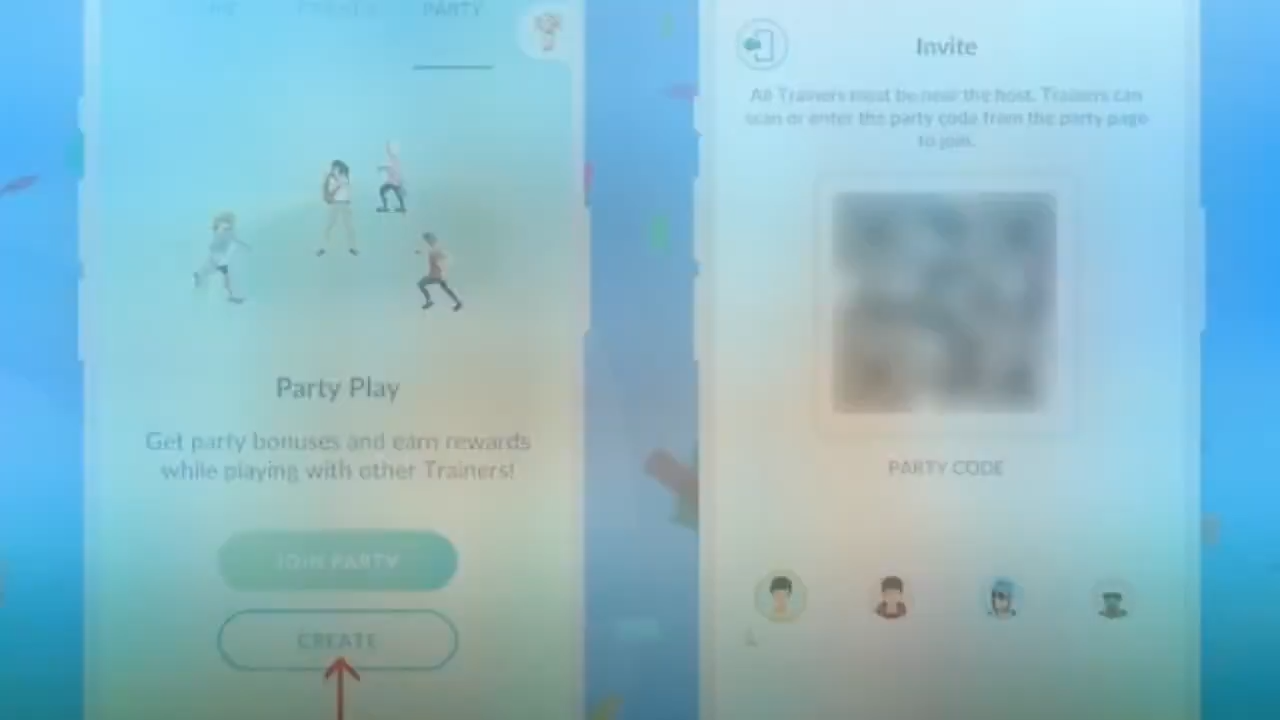 PARTY
Party Play
Get party bonuses and earn rewards
while playing with other Trainers!
JOIN PARTY
CREATE
Invite
All Trainers must be near the host. Trainers can
scan or enter the party code from the party page
to join.
PARTY CODE